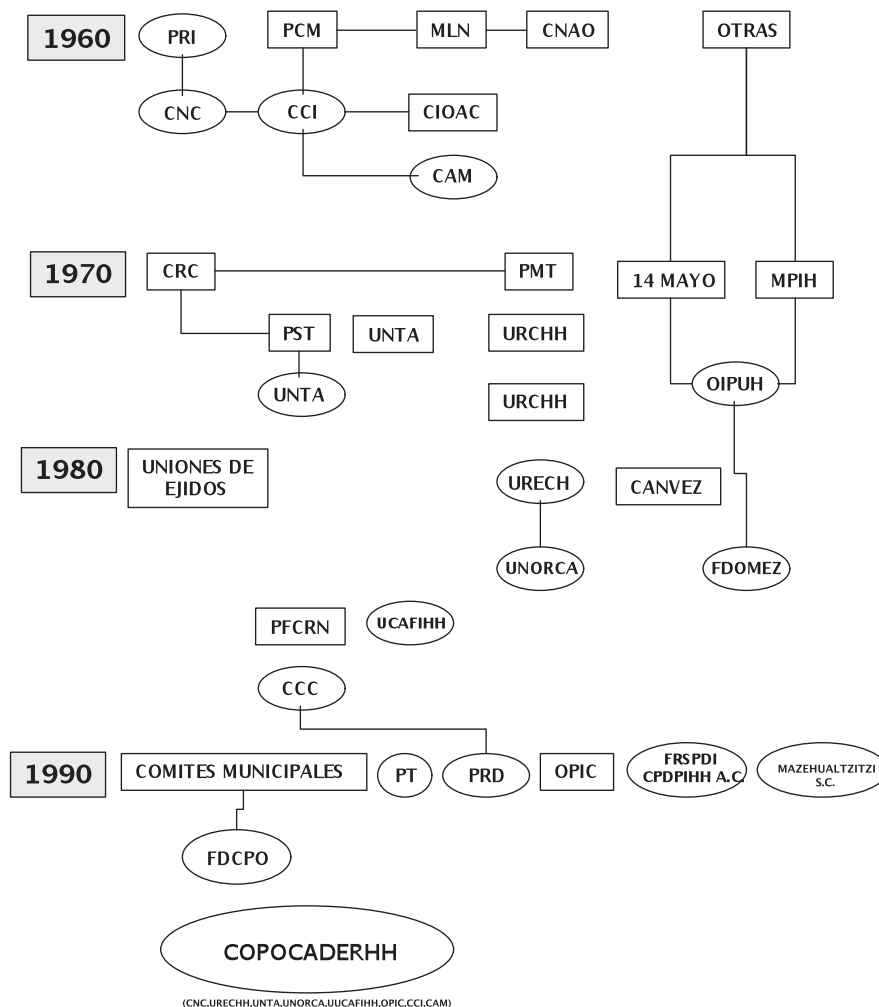 1960
PRI
PCM
MLN
CNAO
OTRAS
CNC
CCI
CIOAC
CAM
1970
CRC
PMT
14 MAYO
MPIH
PST
UNTA
URCHH
UNTA
URCHH
OIPUH
1980
UNIONES DE
EJIDOS
URECH
CANVEZ
UNORCA
FDOMEZ
PFCRN
UCAFIHH
CCC
1990
COMITES MUNICIPALES
PT
PRD
OPIC
FRSPDI
CPDPIHH A.C.
MAZEHUALTZITZI
S.C.
FDCPO
COPOCADERHH
(CNC,URECHH,UNTA,UNORCA,UUCAFIHH,OPIC,CCI,CAM)